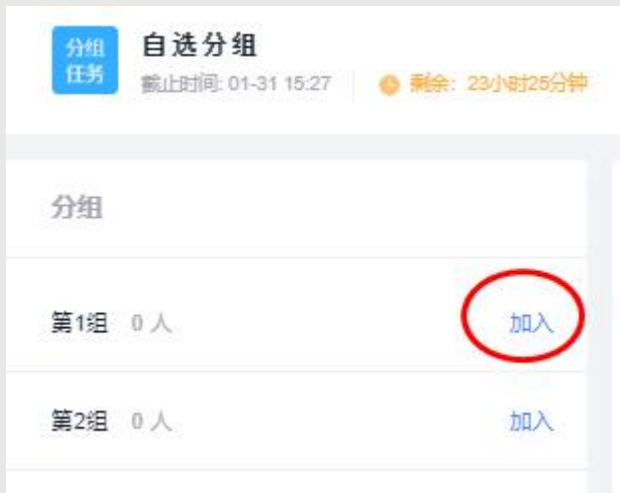 分组
任务
自选分组
截止时间: 01-31 15:27 剩余: 23小时25分钟
分组
第1组 0 人 加入
第2组 0 人 加入